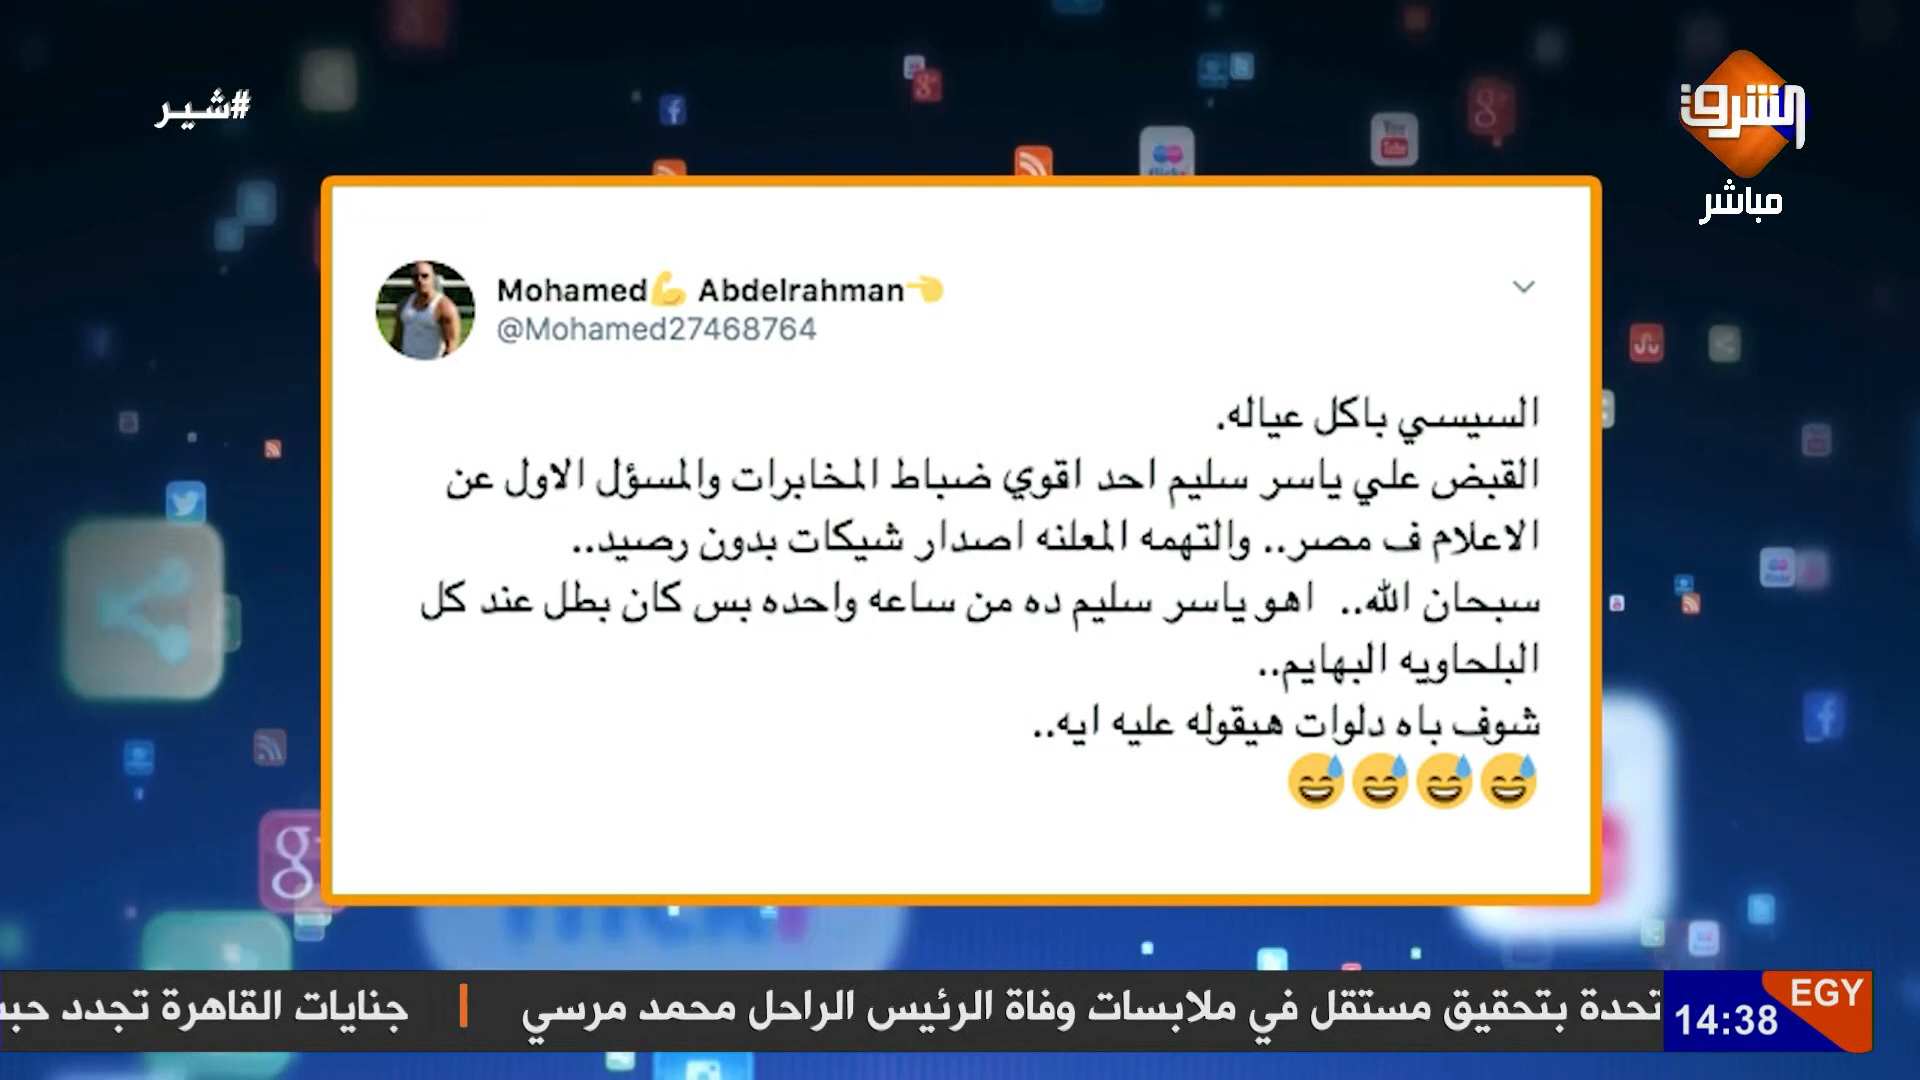 #شير
الشرق
مباشر
Mohamed💪 Abdelrahman👈
@Mohamed27468764
السيسي باكل عياله.
القبض علي ياسر سليم احد اقوي ضباط المخابرات والمسؤل الاول عن
الاعلام ف مصر.. والتهمه المعلنه اصدار شيكات بدون رصيد..
سبحان الله.. اهو ياسر سليم ده من ساعه واحده بس كان بطل عند كل
البلحاويه البهايم..
شوف باه دلوات هيقوله عليه ايه..
😅😅😅😅
تحدة بتحقيق مستقل في ملابسات وفاة الرئيس الراحل محمد مرسي | جنايات القاهرة تجدد حبس
EGY
14:38